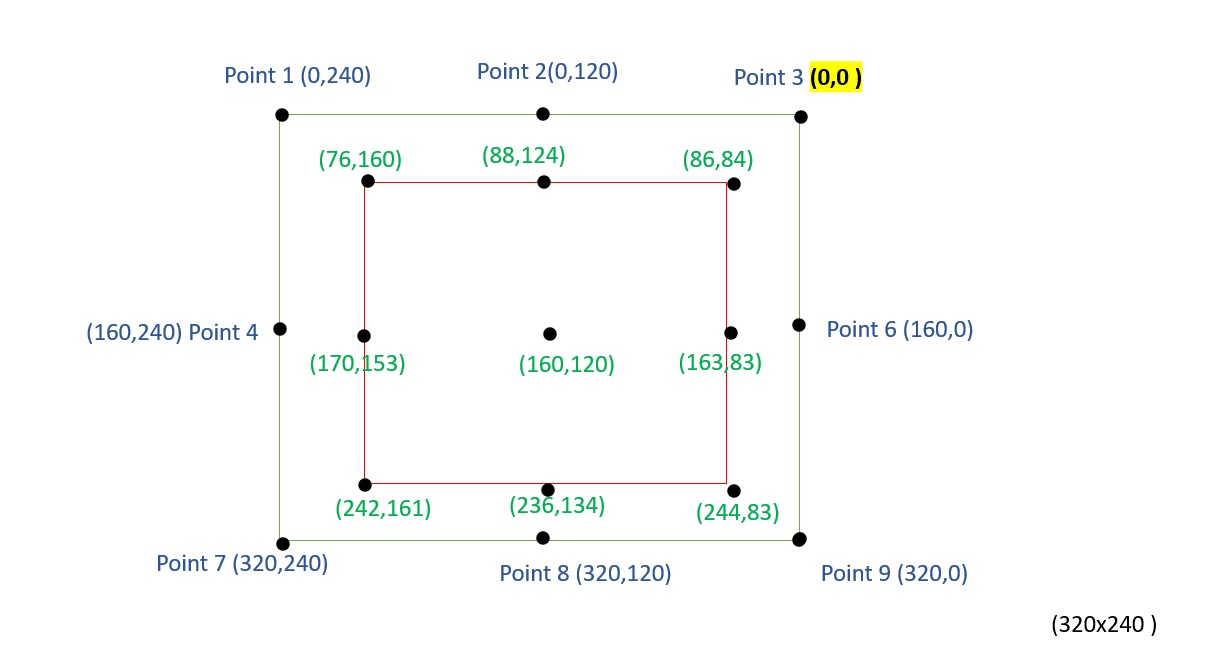 Point 1 (0,240)
Point 2(0,120)
Point 3 (0,0 )
(76,160)
(88,124)
(86,84)
(160,240) Point 4
Point 6 (160,0)
(170,153)
(160,120)
(163,83)
(242,161)
(236,134)
(244,83)
Point 7 (320,240)
Point 8 (320,120)
Point 9 (320,0)
(320x240 )